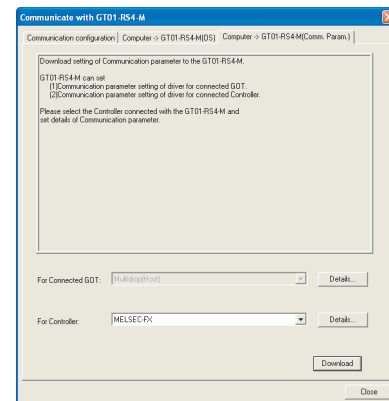 Communicate with GT01-RS4-M
Communication configuration | Computer -> GT01-RS4-M(OS) | Computer -> GT01-RS4-M(Comm. Param.)
Download setting of Communication parameter to the GT01-RS4-M.
GT01-RS4-M can set
(1)Communication parameter setting of driver for connected GOT.
(2)Communication parameter setting of driver for connected Controller.
Please select the Controller connected with the GT01-RS4-M and
set details of Communication parameter.
For Connected GOT: Multidrop(Host) Details...
For Controller: MELSEC-FX Details...
Download
Close